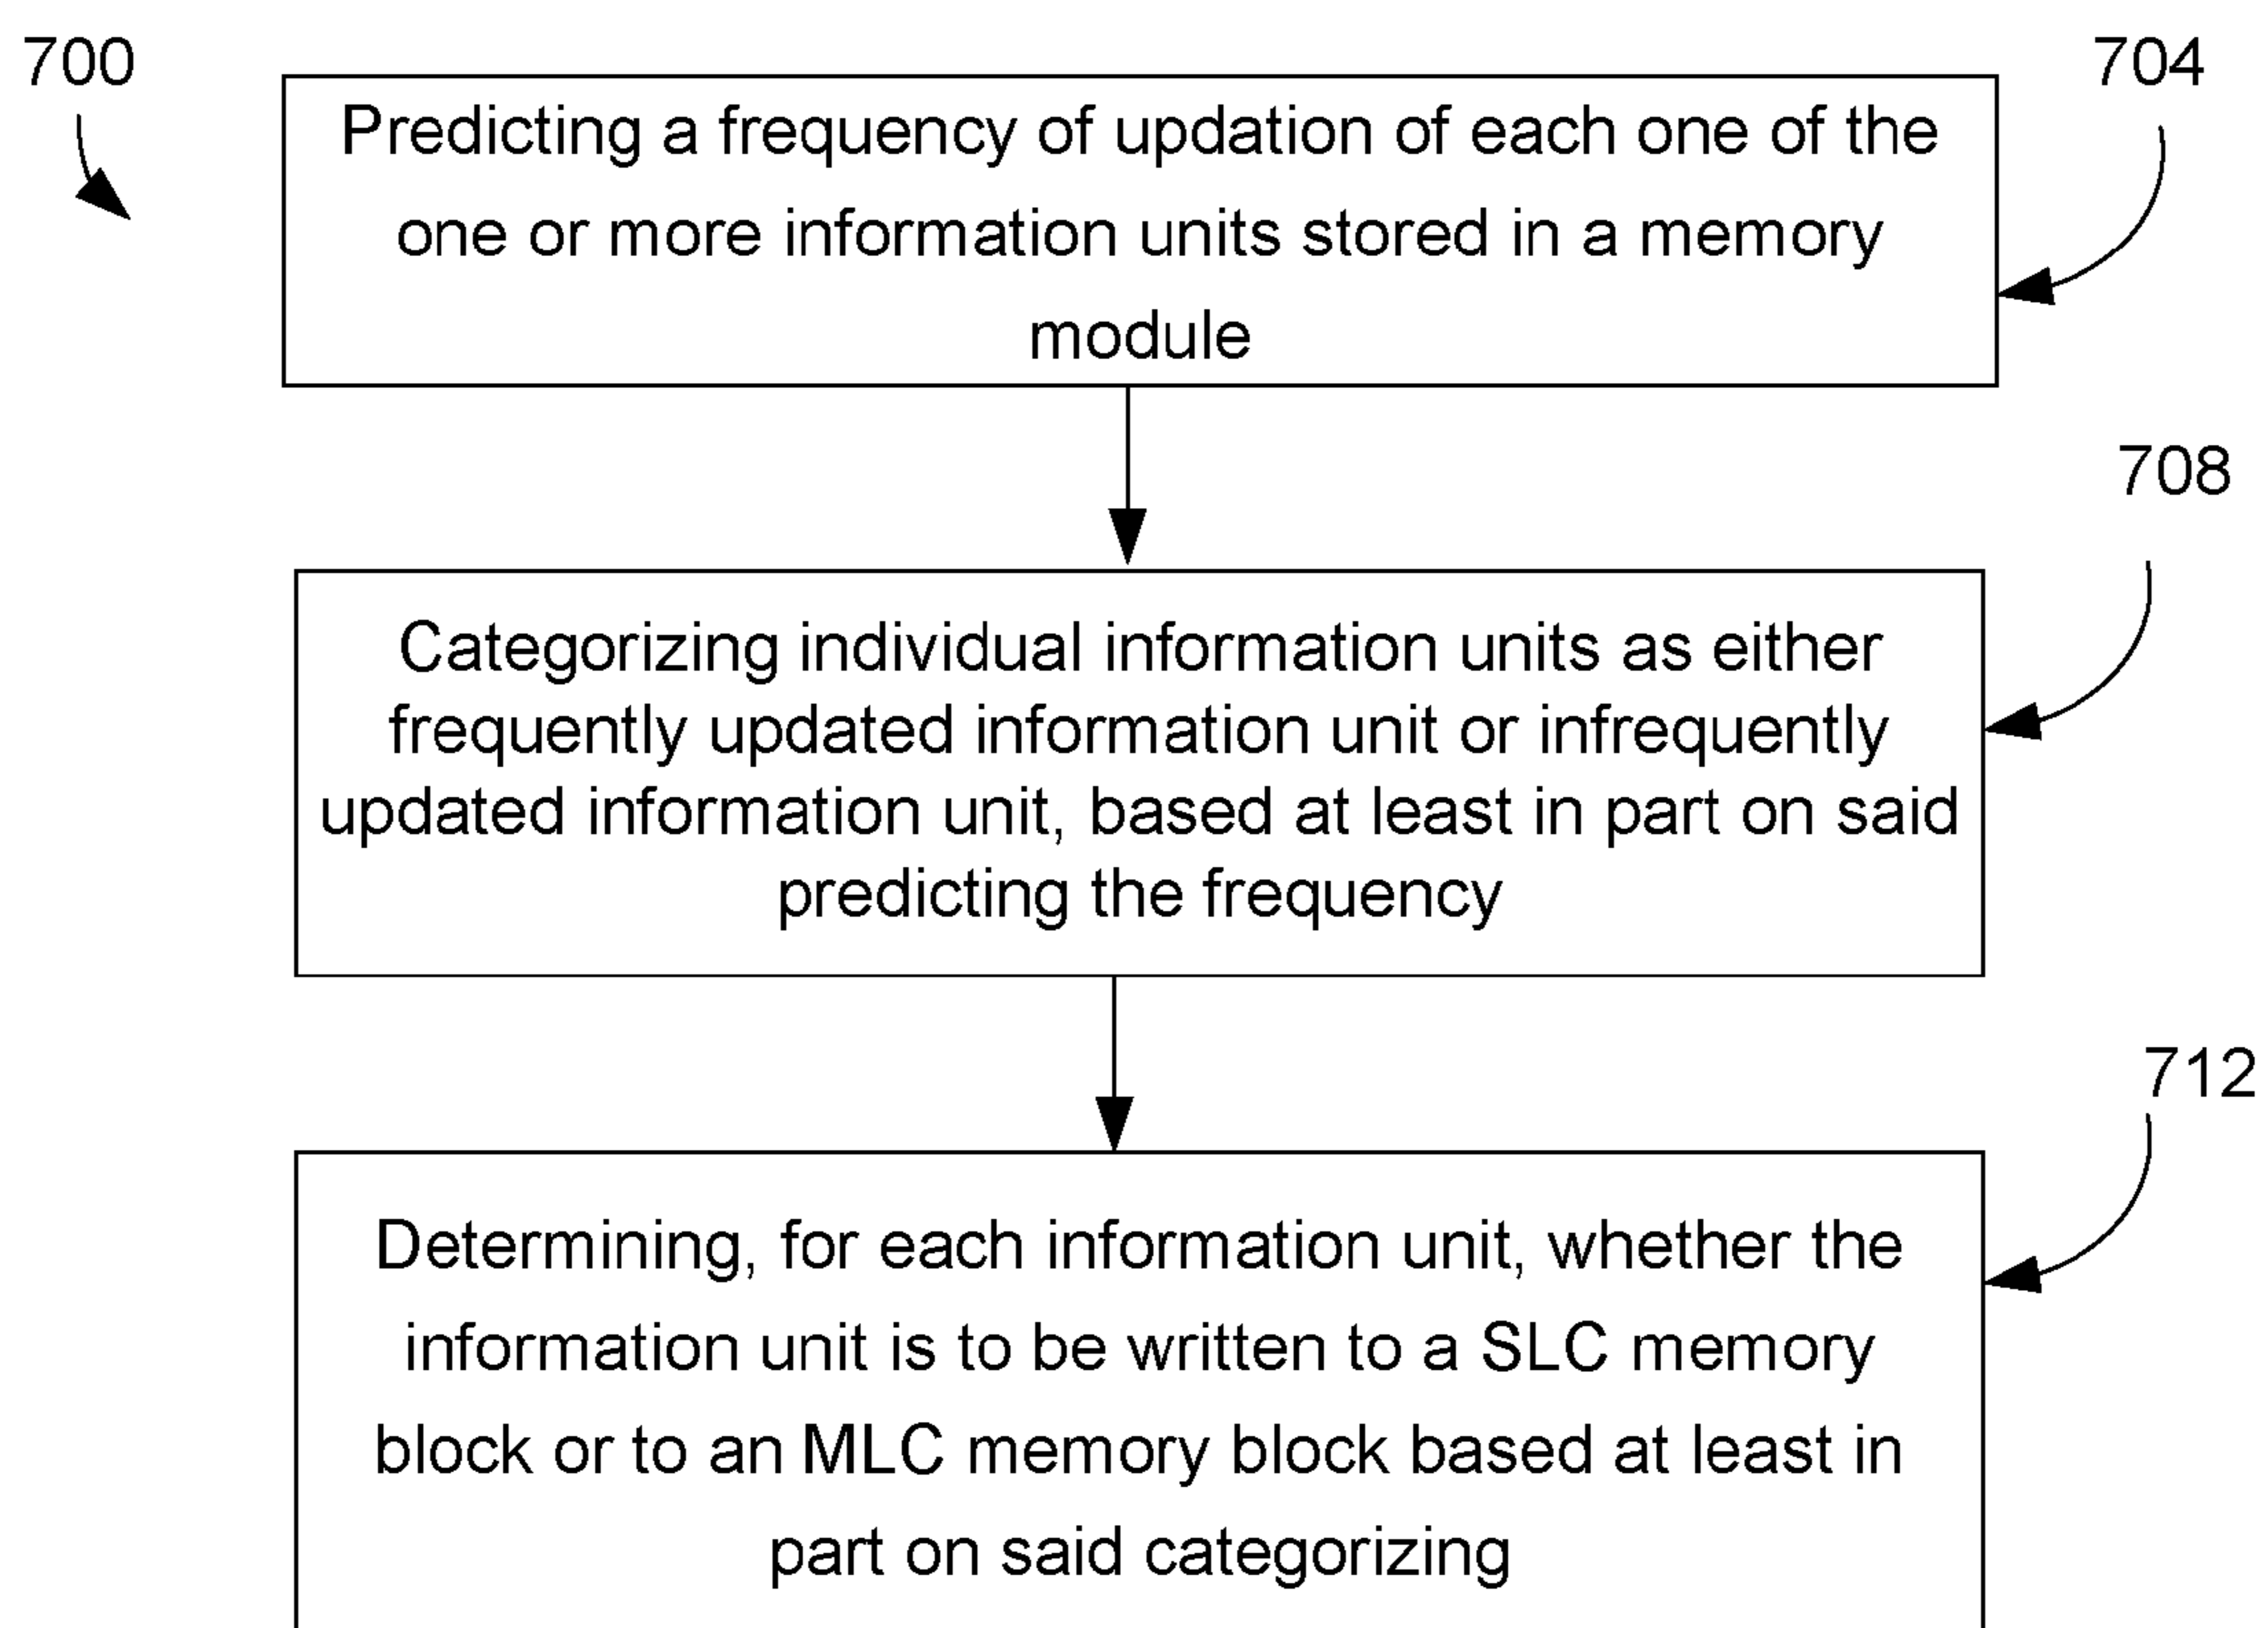 700
704
Predicting a frequency of updation of each one of the
one or more information units stored in a memory
module
708
Categorizing individual information units as either
frequently updated information unit or infrequently
updated information unit, based at least in part on said
predicting the frequency
712
Determining, for each information unit, whether the
information unit is to be written to a SLC memory
block or to an MLC memory block based at least in
part on said categorizing